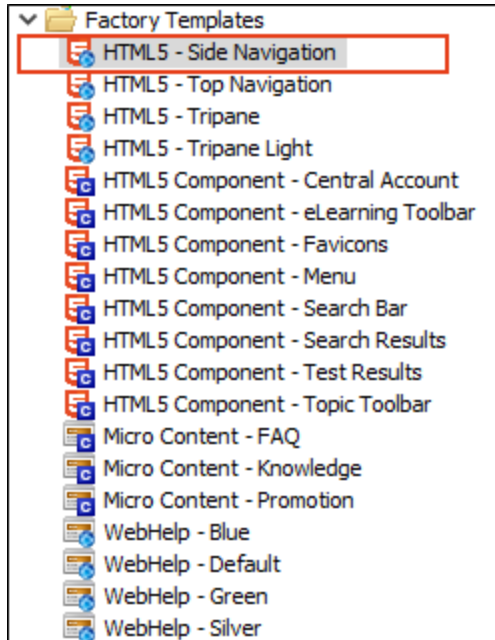 Factory Templates
HTML5 - Side Navigation
HTML5 - Top Navigation
HTML5 - Tripane
HTML5 - Tripane Light
HTML5 Component - Central Account
HTML5 Component - eLearning Toolbar
HTML5 Component - Favicons
HTML5 Component - Menu
HTML5 Component - Search Bar
HTML5 Component - Search Results
HTML5 Component - Test Results
HTML5 Component - Topic Toolbar
Micro Content - FAQ
Micro Content - Knowledge
Micro Content - Promotion
WebHelp - Blue
WebHelp - Default
WebHelp - Green
WebHelp - Silver